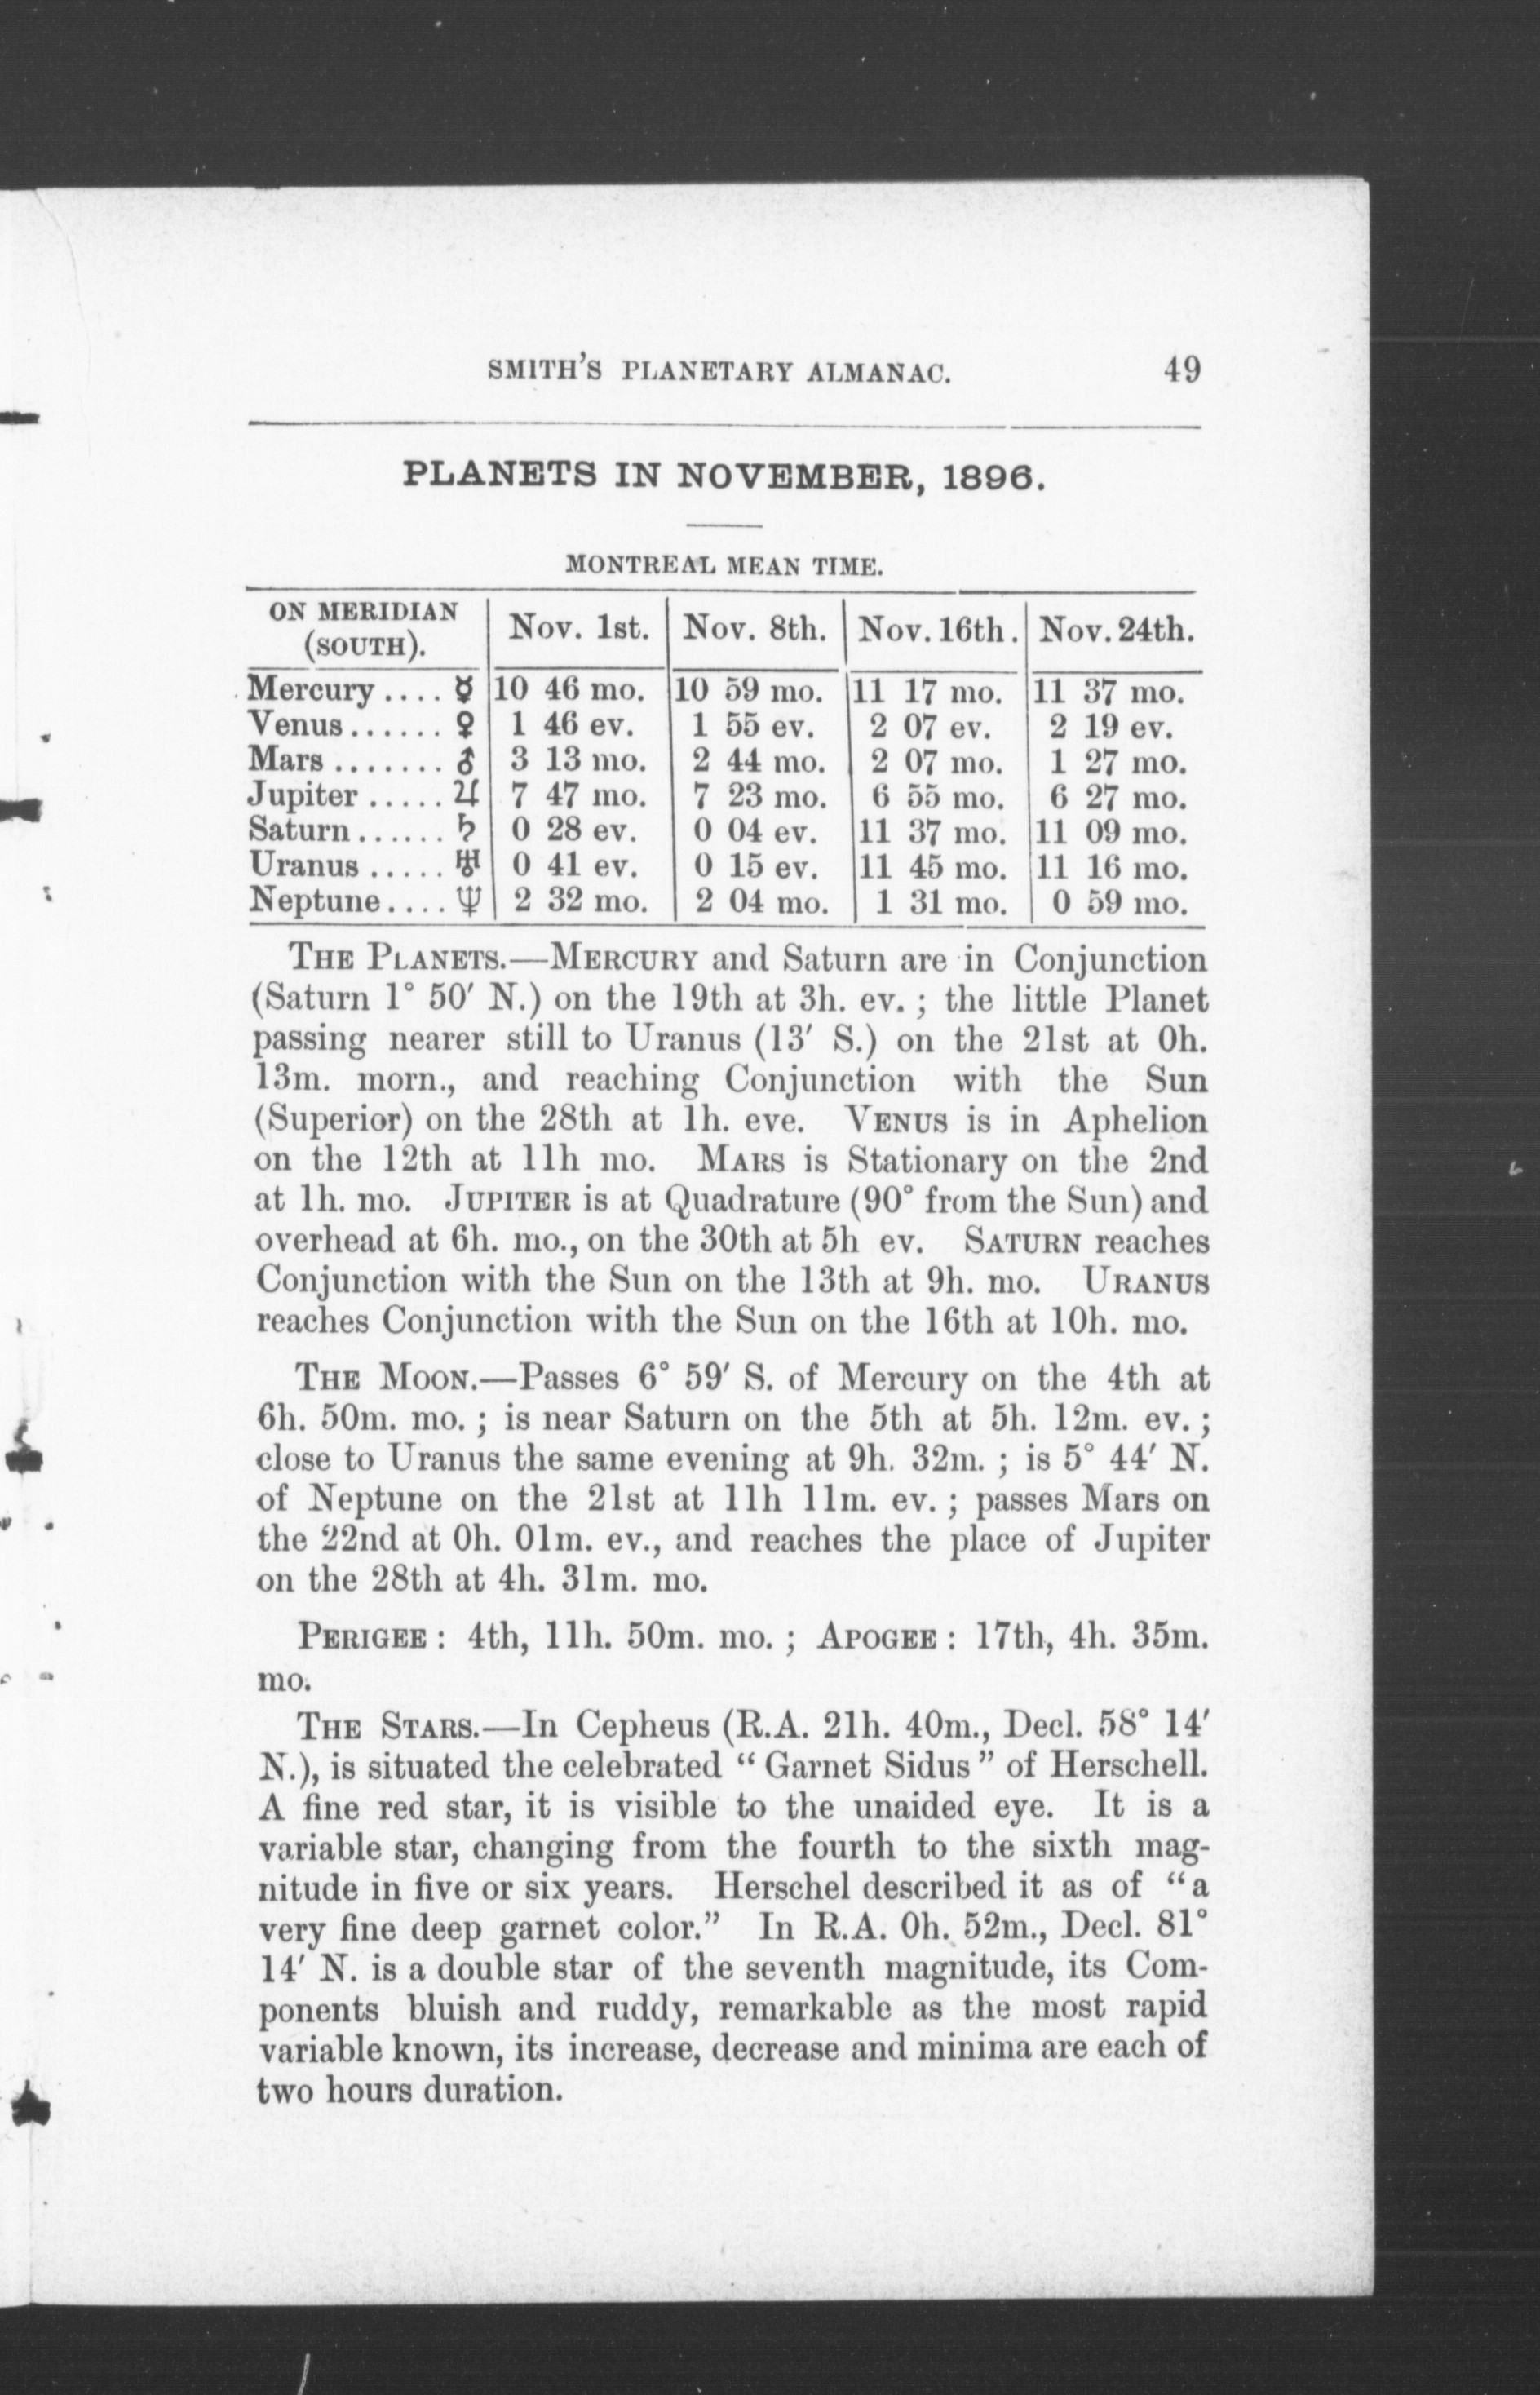 SMITH'S PLANETARY ALMANAC. 49
PLANETS IN NOVEMBER, 1896.
MONTREAL MEAN TIME.
ON MERIDIAN (SOUTH). Nov. 1st. Nov. 8th. Nov. 16th. Nov. 24th.
Mercury .... ☿ 10 46 mo. 10 59 mo. 11 17 mo. 11 37 mo.
Venus ...... ♀ 1 46 ev. 1 55 ev. 2 07 ev. 2 19 ev.
Mars ....... ♂ 3 13 mo. 2 44 mo. 2 07 mo. 1 27 mo.
Jupiter ..... ♃ 7 47 mo. 7 23 mo. 6 55 mo. 6 27 mo.
Saturn ...... ♄ 0 28 ev. 0 04 ev. 11 37 mo. 11 09 mo.
Uranus ..... ♅ 0 41 ev. 0 15 ev. 11 45 mo. 11 16 mo.
Neptune .... ♆ 2 32 mo. 2 04 mo. 1 31 mo. 0 59 mo.
THE PLANETS.—MERCURY and Saturn are in Conjunction
(Saturn 1° 50′ N.) on the 19th at 3h. ev. ; the little Planet
passing nearer still to Uranus (13′ S.) on the 21st at 0h.
13m. morn., and reaching Conjunction with the Sun
(Superior) on the 28th at 1h. eve. VENUS is in Aphelion
on the 12th at 11h mo. MARS is Stationary on the 2nd
at 1h. mo. JUPITER is at Quadrature (90° from the Sun) and
overhead at 6h. mo., on the 30th at 5h ev. SATURN reaches
Conjunction with the Sun on the 13th at 9h. mo. URANUS
reaches Conjunction with the Sun on the 16th at 10h. mo.
THE MOON.—Passes 6° 59′ S. of Mercury on the 4th at
6h. 50m. mo. ; is near Saturn on the 5th at 5h. 12m. ev. ;
close to Uranus the same evening at 9h. 32m. ; is 5° 44′ N.
of Neptune on the 21st at 11h 11m. ev. ; passes Mars on
the 22nd at 0h. 01m. ev., and reaches the place of Jupiter
on the 28th at 4h. 31m. mo.
PERIGEE : 4th, 11h. 50m. mo. ; APOGEE : 17th, 4h. 35m.
mo.
THE STARS.—In Cepheus (R.A. 21h. 40m., Decl. 58° 14′
N.), is situated the celebrated “ Garnet Sidus ” of Herschell.
A fine red star, it is visible to the unaided eye. It is a
variable star, changing from the fourth to the sixth mag-
nitude in five or six years. Herschel described it as of “a
very fine deep garnet color.” In R.A. 0h. 52m., Decl. 81°
14′ N. is a double star of the seventh magnitude, its Com-
ponents bluish and ruddy, remarkable as the most rapid
variable known, its increase, decrease and minima are each of
two hours duration.